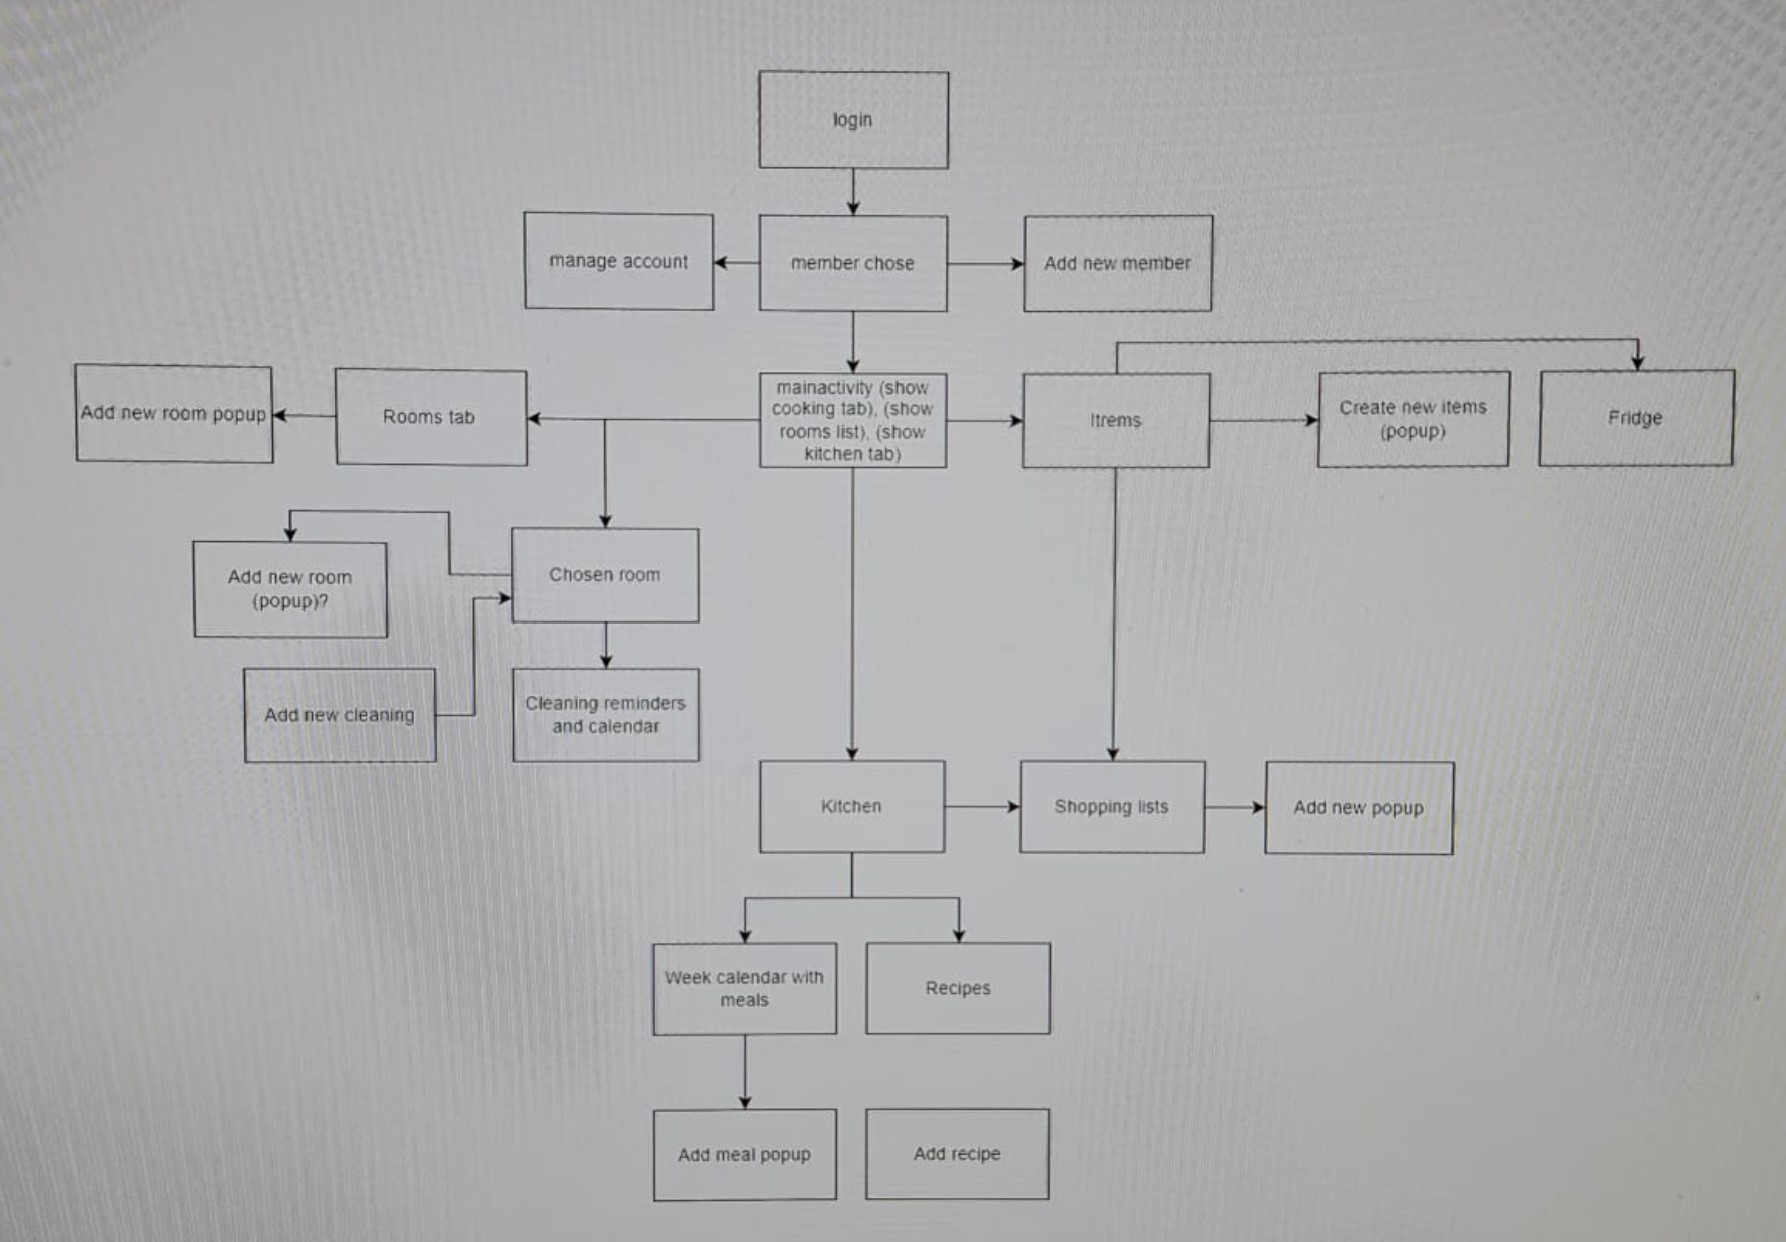 login
manage account
member chose
Add new member
Add new room popup
Rooms tab
mainactivity (show
cooking tab), (show
rooms list), (show
kitchen tab)
Itrems
Create new items
(popup)
Fridge
Add new room
(popup)?
Chosen room
Add new cleaning
Cleaning reminders
and calendar
Kitchen
Shopping lists
Add new popup
Week calendar with
meals
Recipes
Add meal popup
Add recipe